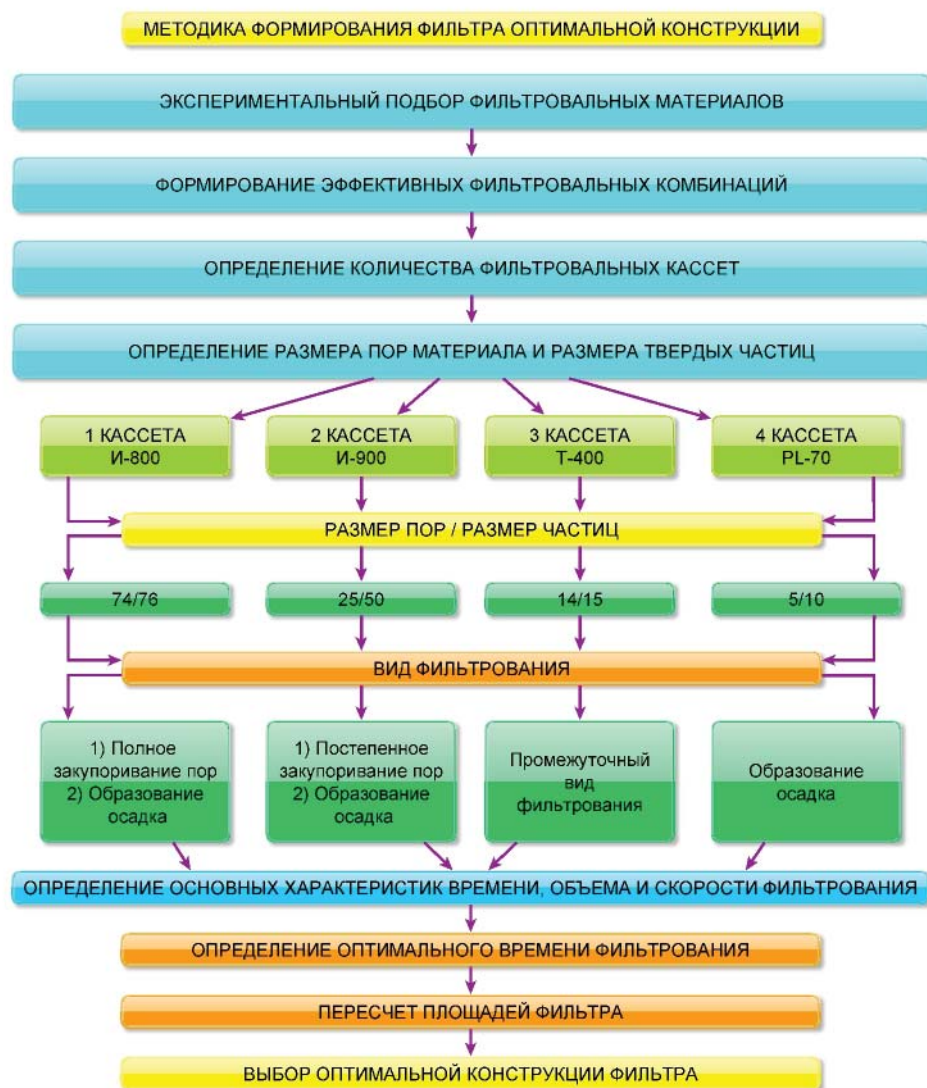 МЕТОДИКА ФОРМИРОВАНИЯ ФИЛЬТРА ОПТИМАЛЬНОЙ КОНСТРУКЦИИ
ЭКСПЕРИМЕНТАЛЬНЫЙ ПОДБОР ФИЛЬТРОВАЛЬНЫХ МАТЕРИАЛОВ
ФОРМИРОВАНИЕ ЭФФЕКТИВНЫХ ФИЛЬТРОВАЛЬНЫХ КОМБИНАЦИЙ
ОПРЕДЕЛЕНИЕ КОЛИЧЕСТВА ФИЛЬТРОВАЛЬНЫХ КАССЕТ
ОПРЕДЕЛЕНИЕ РАЗМЕРА ПОР МАТЕРИАЛА И РАЗМЕРА ТВЕРДЫХ ЧАСТИЦ
1 КАССЕТА
И-800
2 КАССЕТА
И-900
3 КАССЕТА
Т-400
4 КАССЕТА
PL-70
РАЗМЕР ПОР / РАЗМЕР ЧАСТИЦ
74/76
25/50
14/15
5/10
ВИД ФИЛЬТРОВАНИЯ
1) Полное
закупоривание пор
2) Образование
осадка
1) Постепенное
закупоривание пор
2) Образование
осадка
Промежуточный
вид
фильтрования
Образование
осадка
ОПРЕДЕЛЕНИЕ ОСНОВНЫХ ХАРАКТЕРИСТИК ВРЕМЕНИ, ОБЪЕМА И СКОРОСТИ ФИЛЬТРОВАНИЯ
ОПРЕДЕЛЕНИЕ ОПТИМАЛЬНОГО ВРЕМЕНИ ФИЛЬТРОВАНИЯ
ПЕРЕСЧЕТ ПЛОЩАДЕЙ ФИЛЬТРА
ВЫБОР ОПТИМАЛЬНОЙ КОНСТРУКЦИИ ФИЛЬТРА